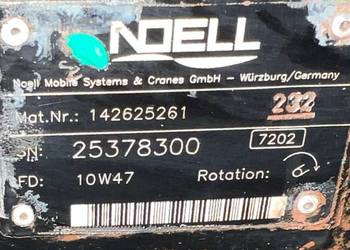 NOELL
Noell Mobile Systems & Cranes GmbH - Würzburg/Germany
Mat.Nr.: 142625261 232
SN: 25378300 7202
FD: 10W47 Rotation: